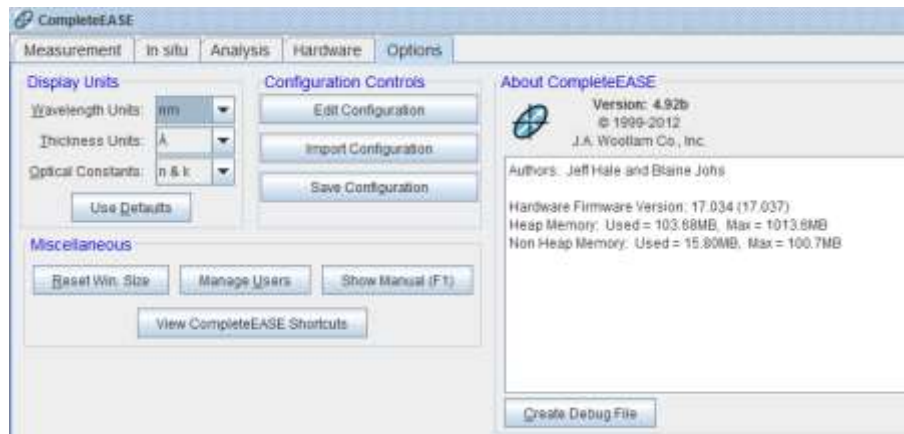 CompleteEASE
Measurement In situ Analysis Hardware Options
Display Units
Wavelength Units: nm
Thickness Units: Å
Optical Constants: n & k
Use Defaults
Configuration Controls
Edit Configuration
Import Configuration
Save Configuration
Miscellaneous
Reset Win. Size Manage Users Show Manual (F1)
View CompleteEASE Shortcuts
About CompleteEASE
Version: 4.92b
© 1999-2012
J.A. Woollam Co., Inc.
Authors: Jeff Hale and Blaine Johs
Hardware Firmware Version: 17.034 (17.037)
Heap Memory: Used = 103.68MB, Max = 1013.6MB
Non Heap Memory: Used = 15.80MB, Max = 100.7MB
Create Debug File